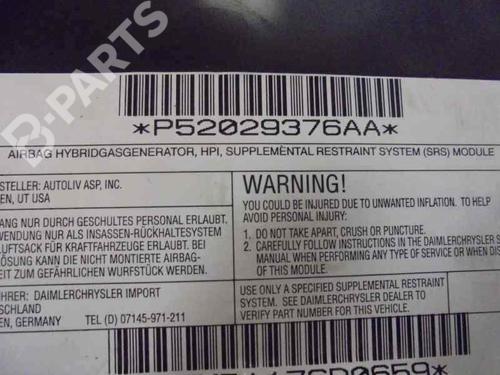 B-PARTS
*P52029376AA*
AIRBAG HYBRIDGASGENERATOR, HPI, SUPPLEMENTAL RESTRAINT SYSTEM (SRS) MODULE
STELLER: AUTOLIV ASP, INC.
EN, UT USA
ANG NUR DURCH GESCHULTES PERSONAL ERLAUBT.
WENDUNG NUR ALS INSASSEN-RÜCKHALTESYSTEM
LUFTSACK FÜR KRAFTFAHRZEUGE ERLAUBT. BEI
ÖSUNG KANN DIE NICHT MONTIERTE AIRBAG-
EIT ZUM GEFÄHRLICHEN WURFSTÜCK WERDEN.
HRER: DAIMLERCHRYSLER IMPORT
SCHLAND
EN, GERMANY TEL (D) 07145-971-211
WARNING!
YOU COULD BE INJURED DUE TO UNWANTED INFLATION. TO HELP
AVOID PERSONAL INJURY:
1. DO NOT TAKE APART, CRUSH OR PUNCTURE.
2. CAREFULLY FOLLOW INSTRUCTIONS IN THE DAIMLERCHRYSLER S
MANUAL WHEN PERFORMING ANY TYPE OF SERVICE OR WHEN DIS
OF THIS MODULE.
USE ONLY A SPECIFIED SUPPLEMENTAL RESTRAINT
SYSTEM. SEE DAIMLERCHRYSLER DEALER TO
VERIFY PART NUMBER FOR THIS VEHICLE.